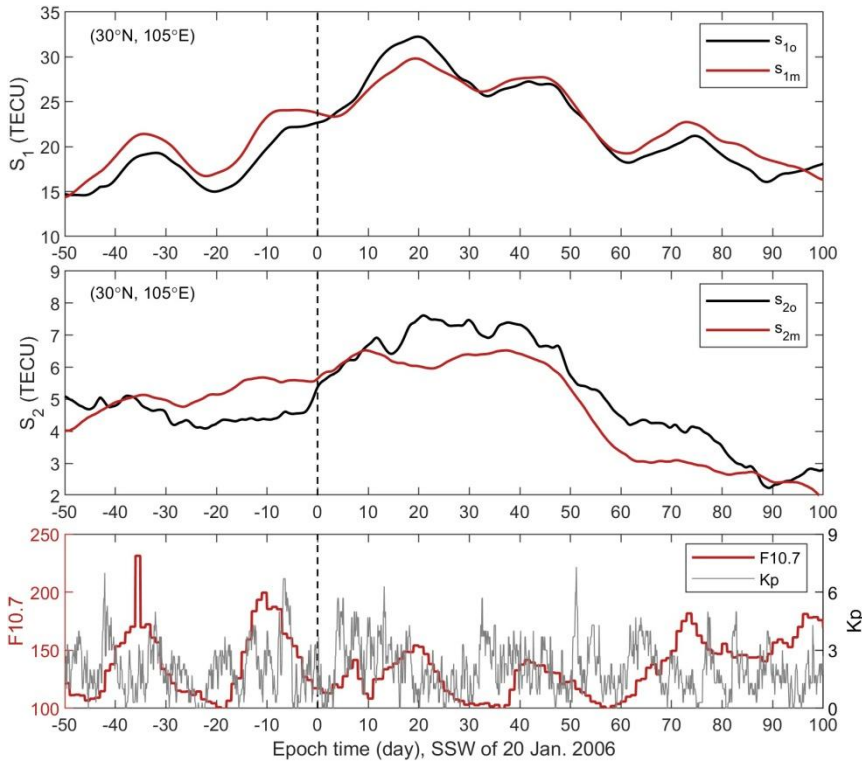 35
30
25
20
15
10
S1 (TECU)
(30°N, 105°E)
s1o
s1m
-50 -40 -30 -20 -10 0 10 20 30 40 50 60 70 80 90 100
9
8
7
6
5
4
3
2
S2 (TECU)
(30°N, 105°E)
s2o
s2m
-50 -40 -30 -20 -10 0 10 20 30 40 50 60 70 80 90 100
250
200
150
100
F10.7
F10.7
Kp
9
6
3
0
Kp
-50 -40 -30 -20 -10 0 10 20 30 40 50 60 70 80 90 100
Epoch time (day), SSW of 20 Jan. 2006